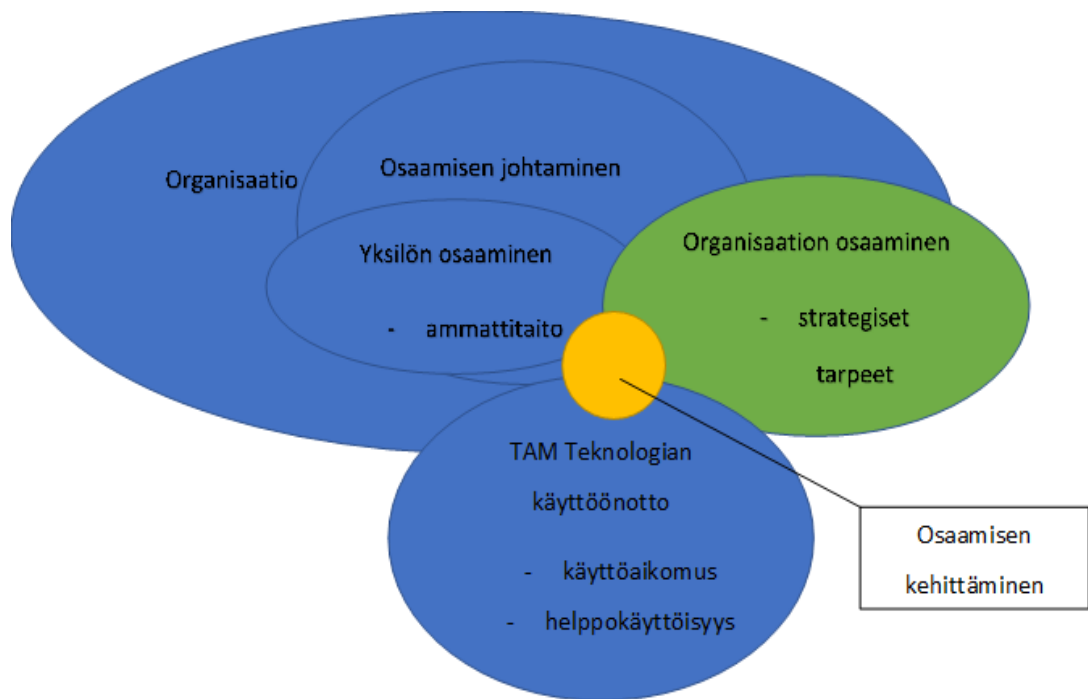 Organisaatio
Osaamisen johtaminen
Yksilön osaaminen
- ammattitaito
Organisaation osaaminen
- strategiset
tarpeet
TAM Teknologian
käyttöönotto
- käyttöaikomus
- helppokäyttöisyys
Osaamisen
kehittäminen